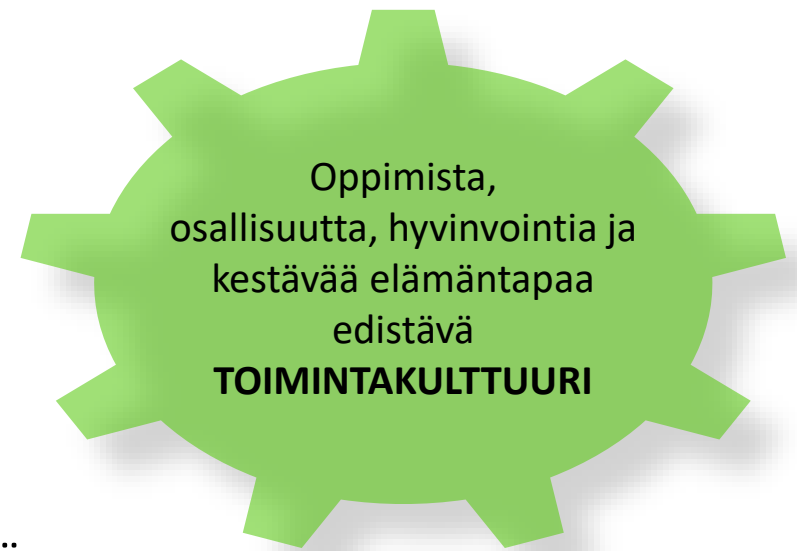 Oppimista,
osallisuutta, hyvinvointia ja
kestävää elämäntapaa
edistävä
TOIMINTAKULTTUURI